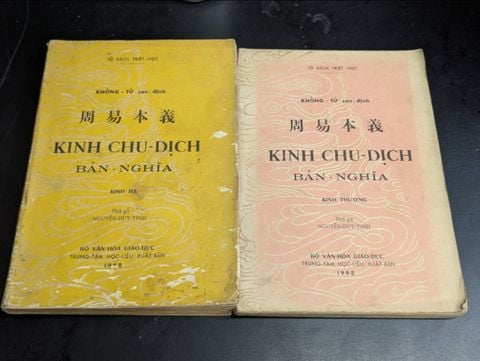 TỦ SÁCH TRIẾT-HỌC
KHỔNG-TỬ san-định
周易本義
KINH CHU-DỊCH
BẢN-NGHĨA
KINH HẠ
Dịch-giả
NGUYỄN-DUY-TINH
BỘ VĂN-HÓA GIÁO-DỤC
TRUNG-TÂM HỌC-LIỆU XUẤT-BẢN
TỦ SÁCH TRIẾT-HỌC
KHỔNG-TỬ san-định
周易本義
KINH CHU-DỊCH
BẢN-NGHĨA
KINH THƯỢNG
Dịch-giả
NGUYỄN-DUY-TINH
BỘ VĂN-HÓA GIÁO-DỤC
TRUNG-TÂM HỌC-LIỆU XUẤT-BẢN
1968